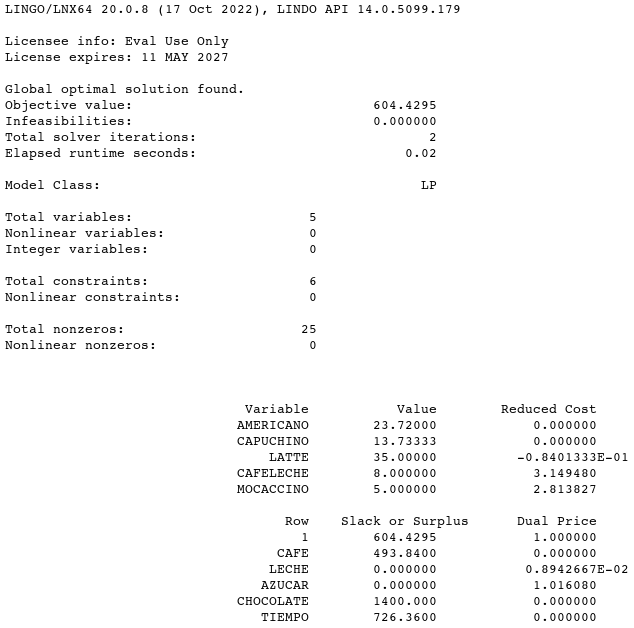 LINGO/LNX64 20.0.8 (17 Oct 2022), LINDO API 14.0.5099.179
Licensee info: Eval Use Only
License expires: 11 MAY 2027
Global optimal solution found.
Objective value: 604.4295
Infeasibilities: 0.000000
Total solver iterations: 2
Elapsed runtime seconds: 0.02
Model Class: LP
Total variables: 5
Nonlinear variables: 0
Integer variables: 0
Total constraints: 6
Nonlinear constraints: 0
Total nonzeros: 25
Nonlinear nonzeros: 0
Variable Value Reduced Cost
AMERICANO 23.72000 0.000000
CAPUCHINO 13.73333 0.000000
LATTE 35.00000 -0.8401333E-01
CAFELECHE 8.000000 3.149480
MOCACCINO 5.000000 2.813827
Row Slack or Surplus Dual Price
1 604.4295 1.000000
CAFE 493.8400 0.000000
LECHE 0.000000 0.8942667E-02
AZUCAR 0.000000 1.016080
CHOCOLATE 1400.000 0.000000
TIEMPO 726.3600 0.000000